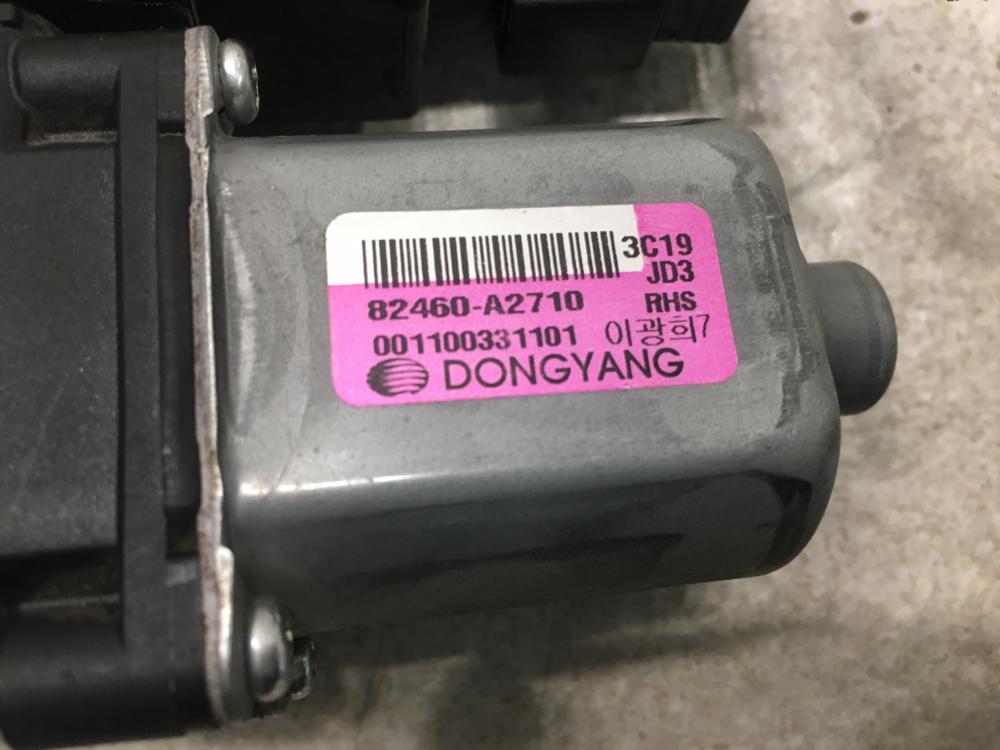 3C19
JD3
82460-A2710 RHS
001100331101 이광희7
DONGYANG